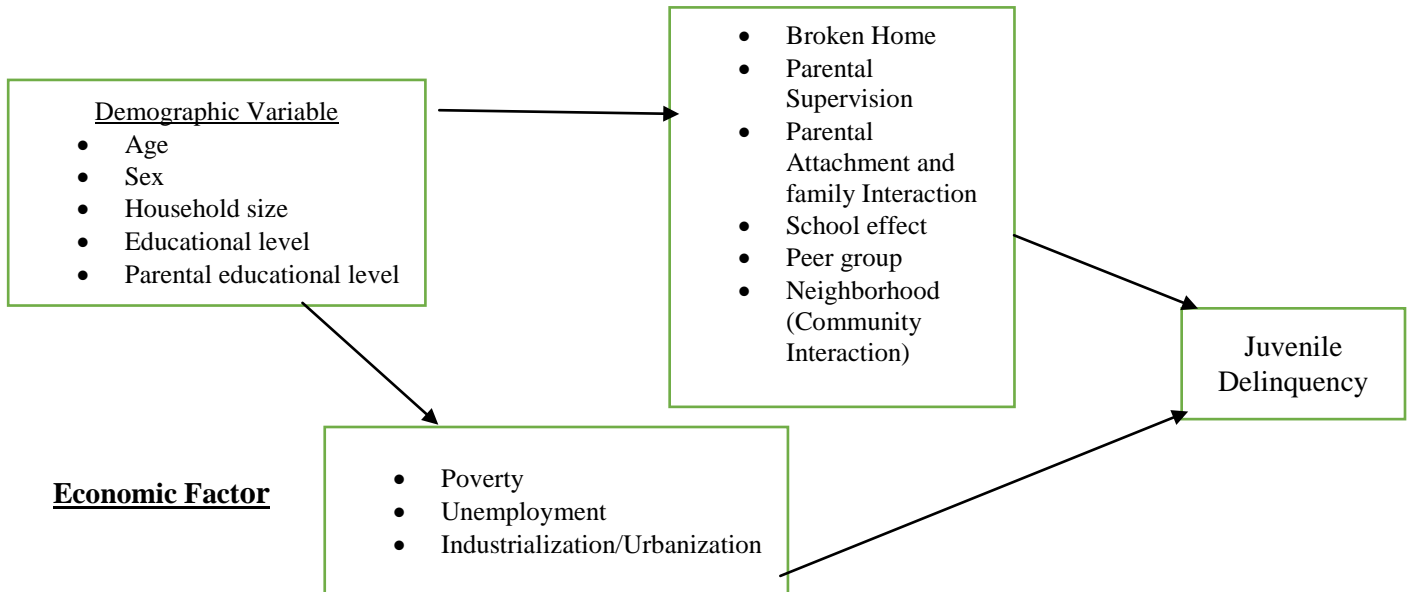 Demographic Variable
• Age
• Sex
• Household size
• Educational level
• Parental educational level
• Broken Home
• Parental
Supervision
• Parental
Attachment and
family Interaction
• School effect
• Peer group
• Neighborhood
(Community
Interaction)
Juvenile
Delinquency
Economic Factor
• Poverty
• Unemployment
• Industrialization/Urbanization